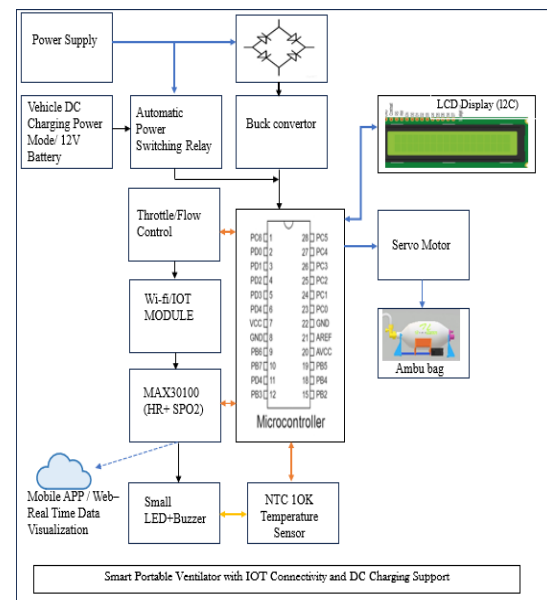 Power Supply
Vehicle DC
Charging Power
Mode/ 12V
Battery
Automatic
Power
Switching Relay
Buck convertor
LCD Display (I2C)
Throttle/Flow
Control
Wi-fi/IOT
MODULE
MAX30100
(HR+ SPO2)
PC6 1 28 PC5
PD0 2 27 PC4
PD1 3 26 PC3
PD2 4 25 PC2
PD3 5 24 PC1
PD4 6 23 PC0
VCC 7 22 GND
GND 8 21 AREF
PB6 9 20 AVCC
PB7 10 19 PB5
PD4 11 18 PB4
PB3 12 15 PB2
Microcontroller
Servo Motor
Ambu bag
Mobile APP / Web–
Real Time Data
Visualization
Small
LED+Buzzer
NTC 1OK
Temperature
Sensor
Smart Portable Ventilator with IOT Connectivity and DC Charging Support